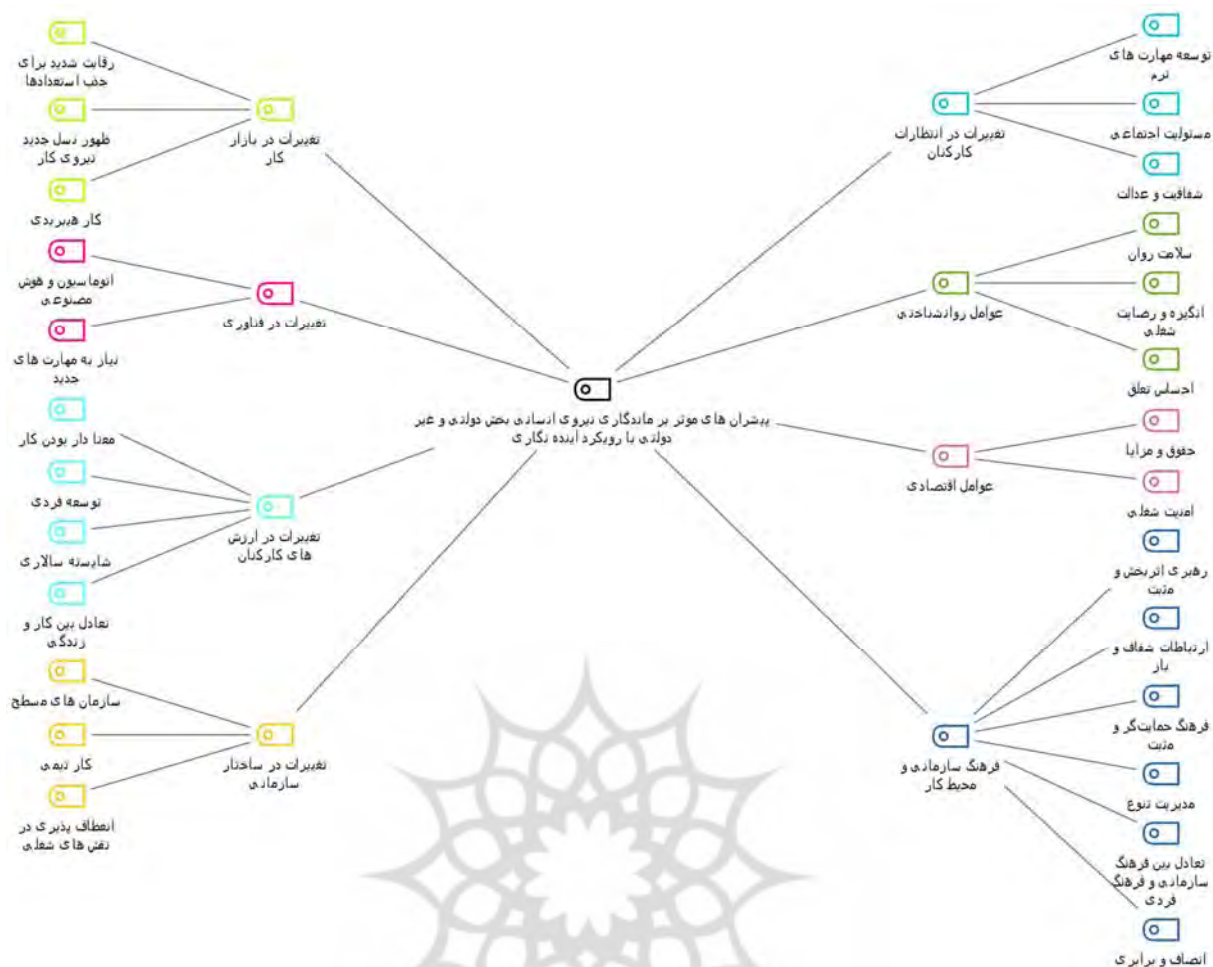 توسعه مهارت های
نرم
مسئولیت اجتماعی
شفافیت و عدالت
تغییرات در انتظارات
کارکنان
سلامت روان
انگیزه و رضایت
شغلی
احساس تعلق
عوامل روانشناختی
حقوق و مزایا
امنیت شغلی
عوامل اقتصادی
رهبری اثربخش و
مثبت
ارتباطات شفاف و
باز
فرهنگ حمایت‌گر و
مثبت
مدیریت تنوع
تعادل بین فرهنگ
سازمانی و فرهنگ
فردی
انصاف و برابری
فرهنگ سازمانی و
محیط کار
پیشران های موثر بر ماندگاری نیروی انسانی بخش دولتی و غیر
دولتی با رویکرد آینده نگاری
تغییرات در بازار
کار
رقابت شدید برای
جذب استعدادها
ظهور نسل جدید
نیروی کار
کار هیبریدی
تغییرات در فناوری
اتوماسیون و هوش
مصنوعی
نیاز به مهارت های
جدید
تغییرات در ارزش
های کارکنان
معنا دار بودن کار
توسعه فردی
شایسته سالاری
تعادل بین کار و
زندگی
تغییرات در ساختار
سازمانی
سازمان های مسطح
کار تیمی
انعطاف پذیری در
نقش های شغلی